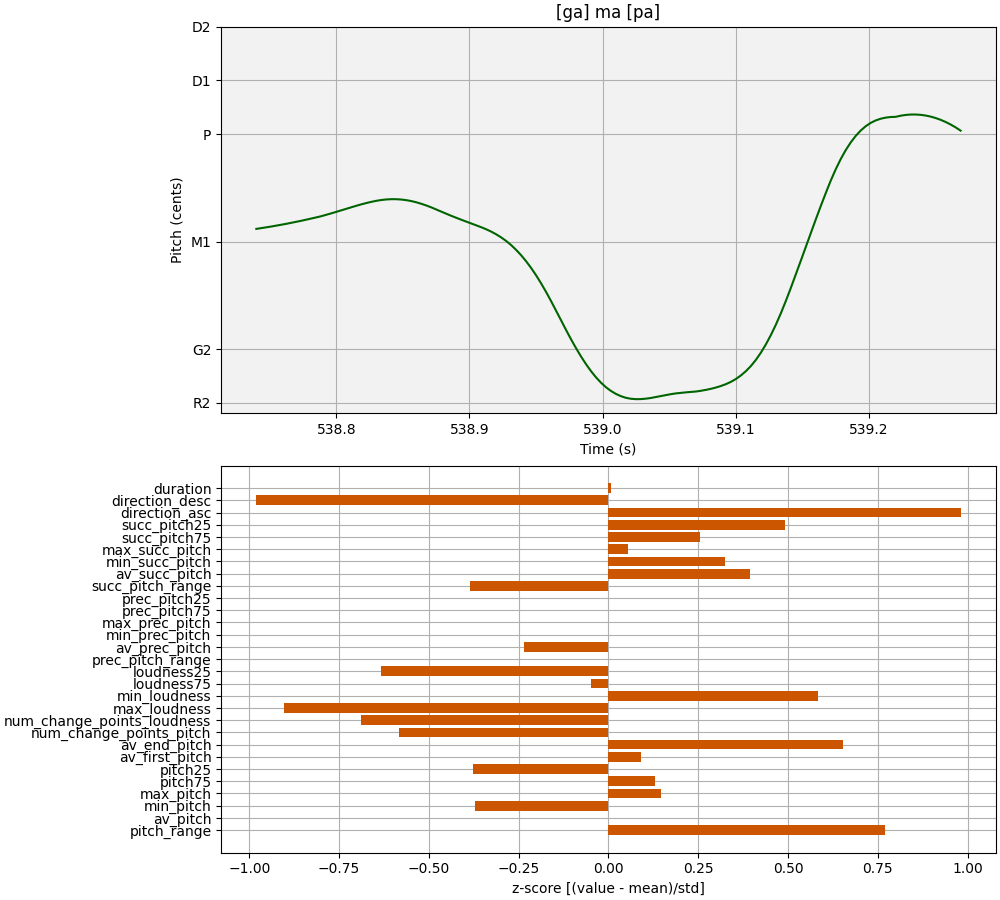 [ga] ma [pa]
D2
D1
P
M1
G2
R2
Pitch (cents)
538.8
538.9
539.0
539.1
539.2
Time (s)
duration
direction_desc
direction_asc
succ_pitch25
succ_pitch75
max_succ_pitch
min_succ_pitch
av_succ_pitch
succ_pitch_range
prec_pitch25
prec_pitch75
max_prec_pitch
min_prec_pitch
av_prec_pitch
prec_pitch_range
loudness25
loudness75
min_loudness
max_loudness
num_change_points_loudness
num_change_points_pitch
av_end_pitch
av_first_pitch
pitch25
pitch75
max_pitch
min_pitch
av_pitch
pitch_range
−1.00
−0.75
−0.50
−0.25
0.00
0.25
0.50
0.75
1.00
z-score [(value - mean)/std]